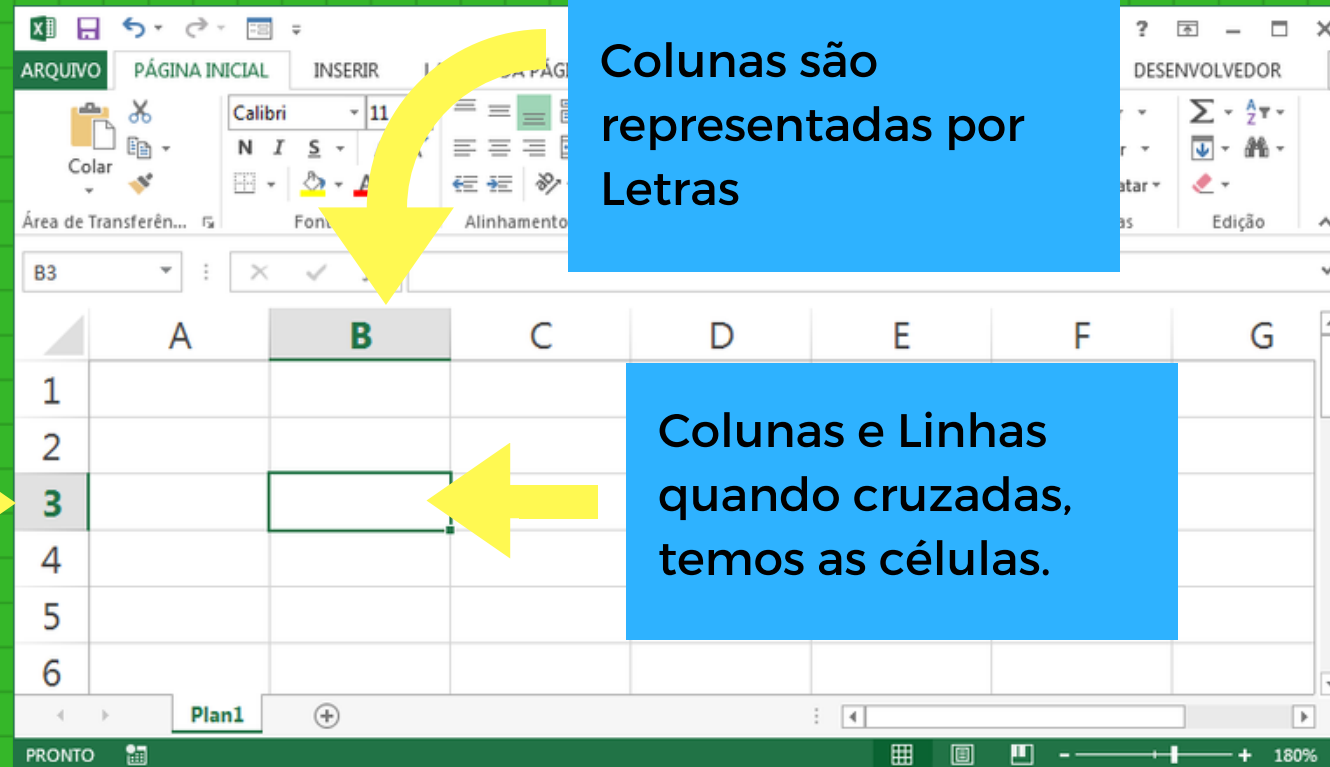 ?
ARQUIVO PÁGINA INICIAL INSERIR DESENVOLVEDOR
Colunas são
representadas por
Letras
Calibri 11
N I S
Colar
Área de Transferên... Alinhamento Edição
B3
A B C D E F G
1
2
3
4
5
6
Colunas e Linhas
quando cruzadas,
temos as células.
Plan1
PRONTO 180%